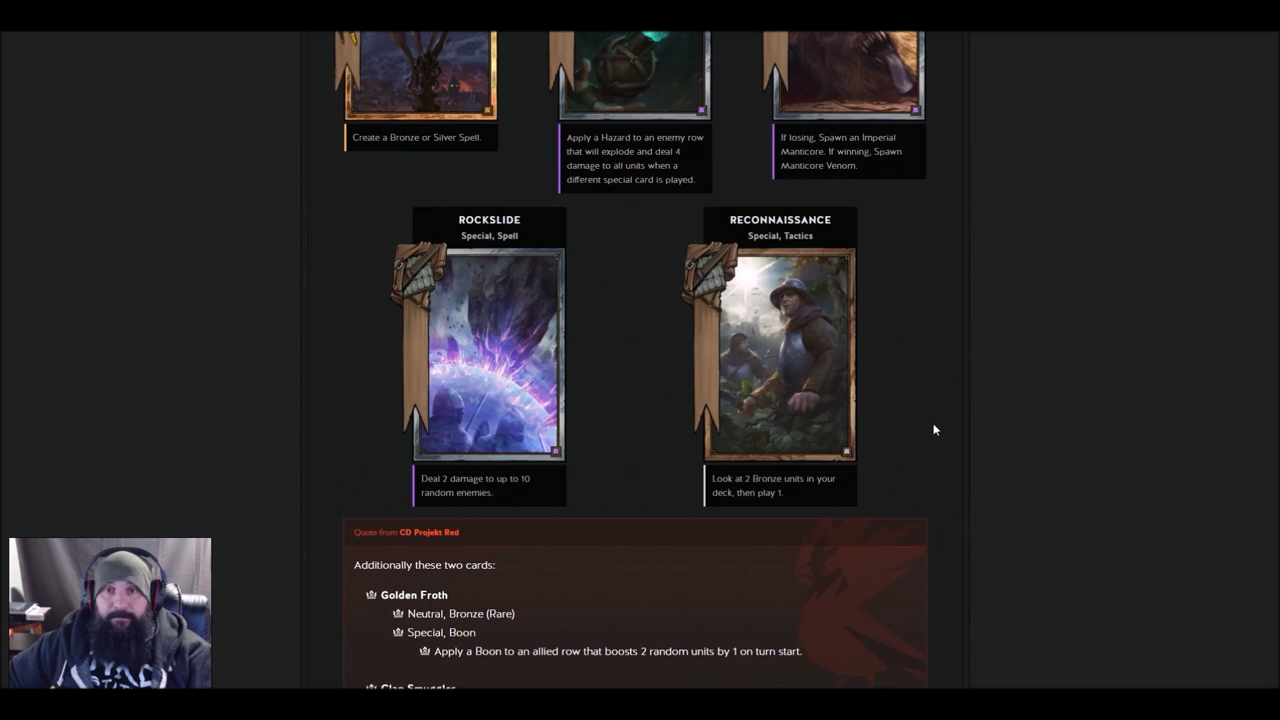 Create a Bronze or Silver Spell.
Apply a Hazard to an enemy row
that will explode and deal 4
damage to all units when a
different special card is played.
If losing, Spawn an Imperial
Manticore. If winning, Spawn
Manticore Venom.
ROCKSLIDE
Special, Spell
RECONNAISSANCE
Special, Tactics
Deal 2 damage to up to 10
random enemies.
Look at 2 Bronze units in your
deck, then play 1.
Quote from CD Projekt Red
Additionally these two cards:
Golden Froth
Neutral, Bronze (Rare)
Special, Boon
Apply a Boon to an allied row that boosts 2 random units by 1 on turn start.
Clan Smuggler